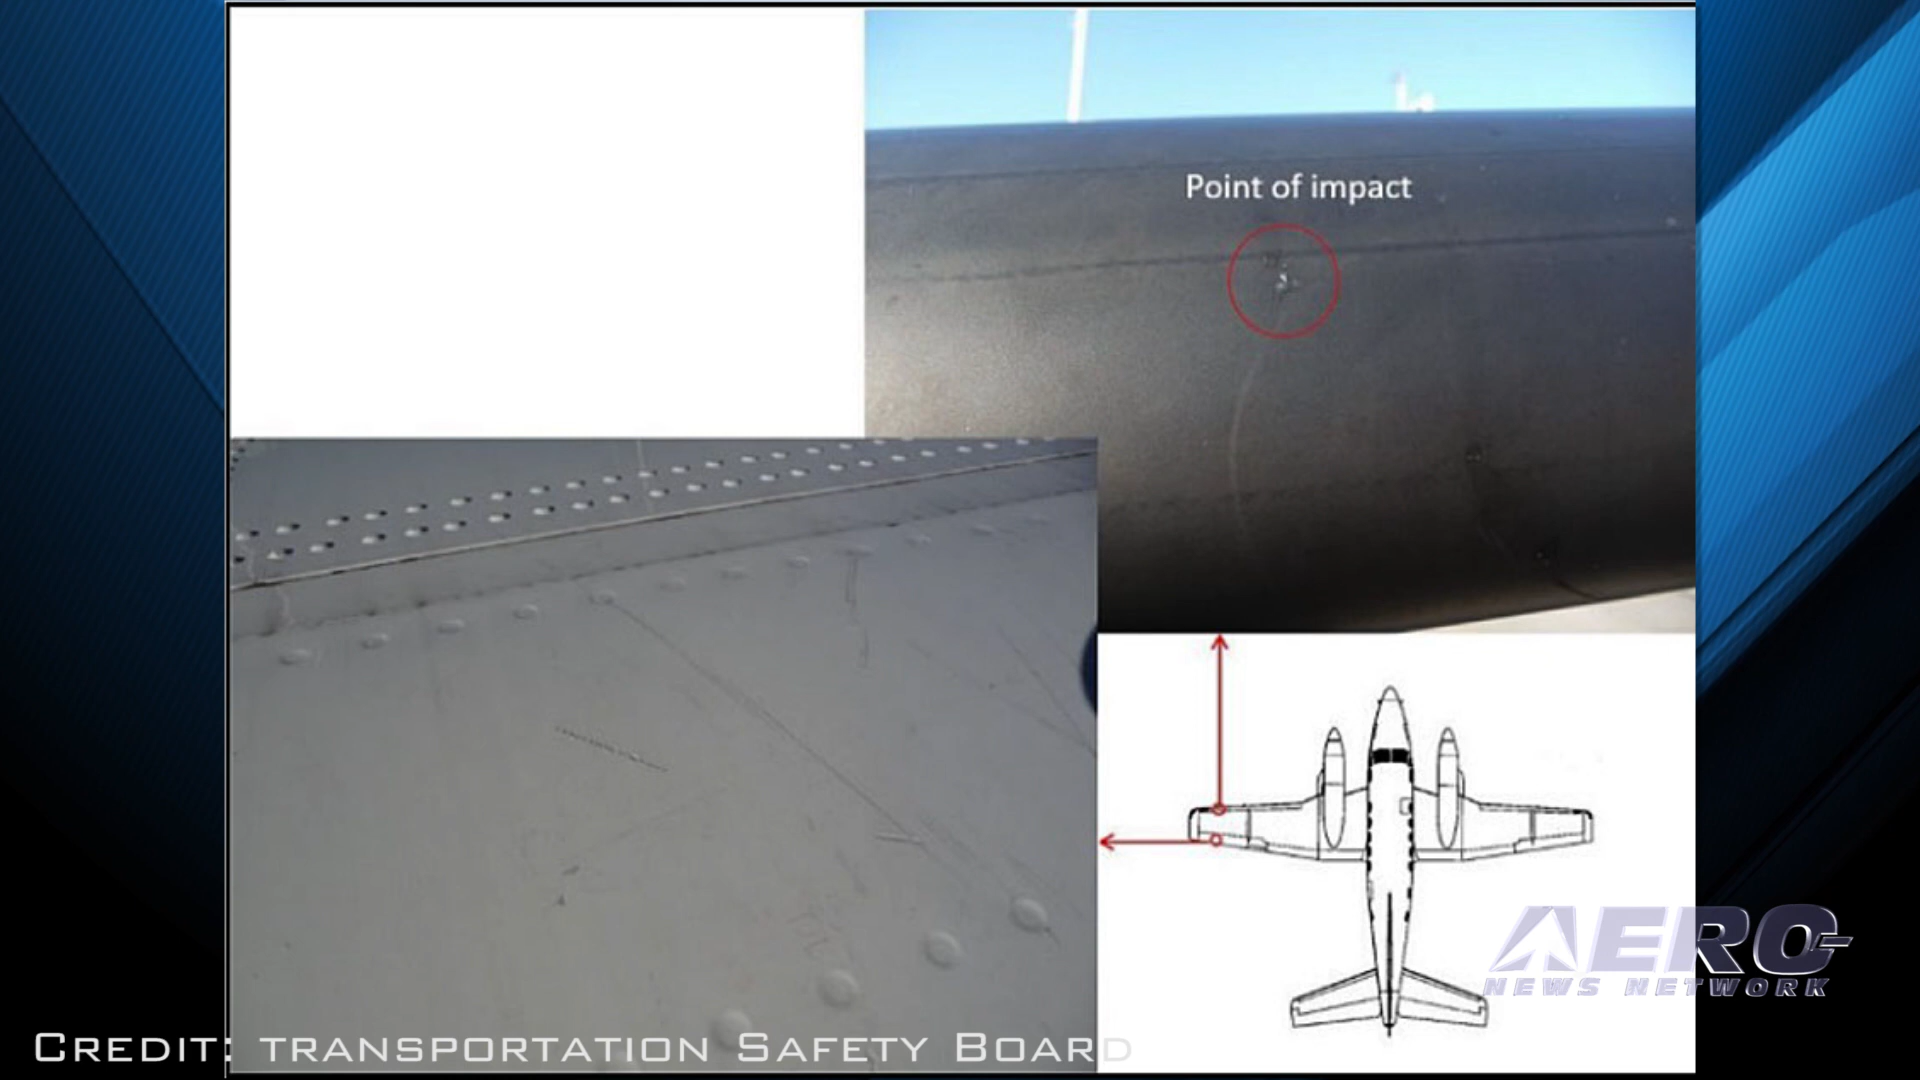 Point of impact
AERO-
NEWS NETWORK
CREDIT: TRANSPORTATION SAFETY BOARD